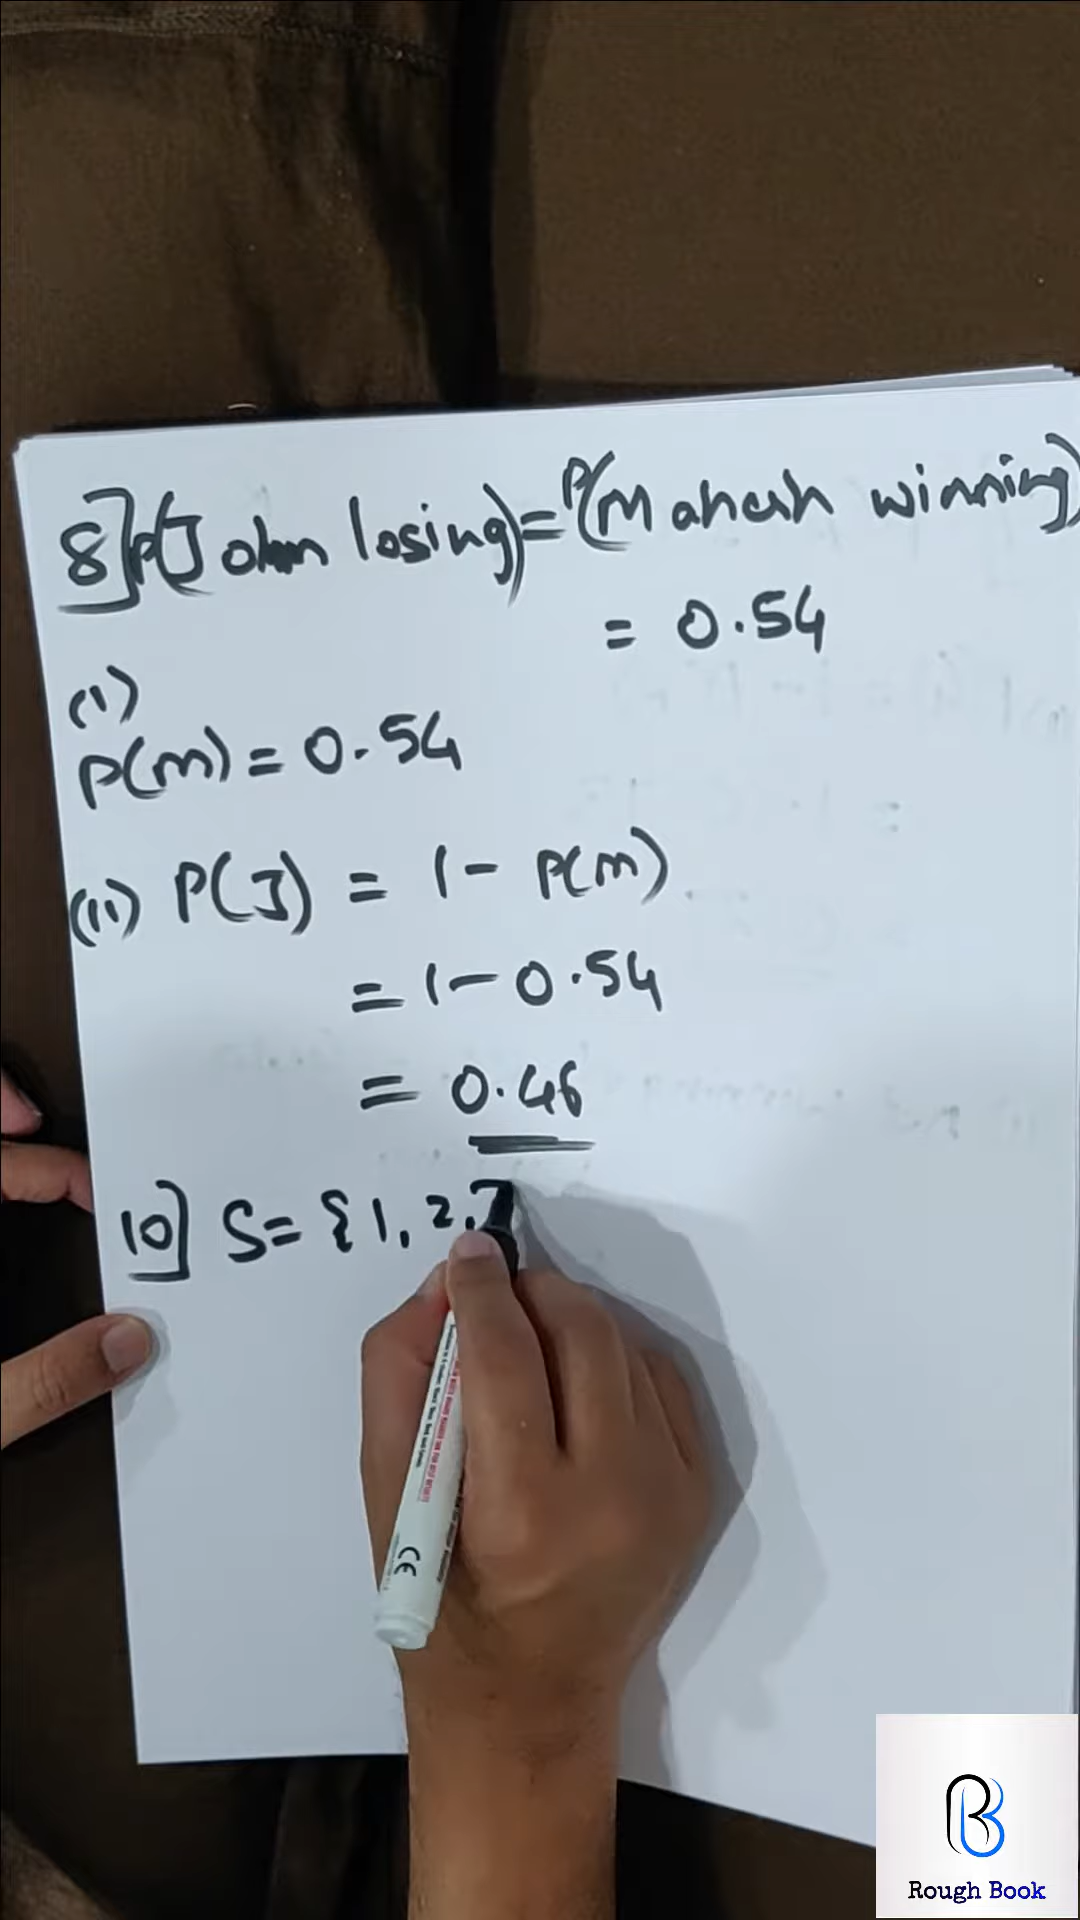 8] P(John losing) = P(Mahesh winning)
= 0.54
(i)
P(m) = 0.54
(ii) P(J) = 1 - P(m)
= 1 - 0.54
= 0.46
10] S = {1, 2,
CE
Rough Book